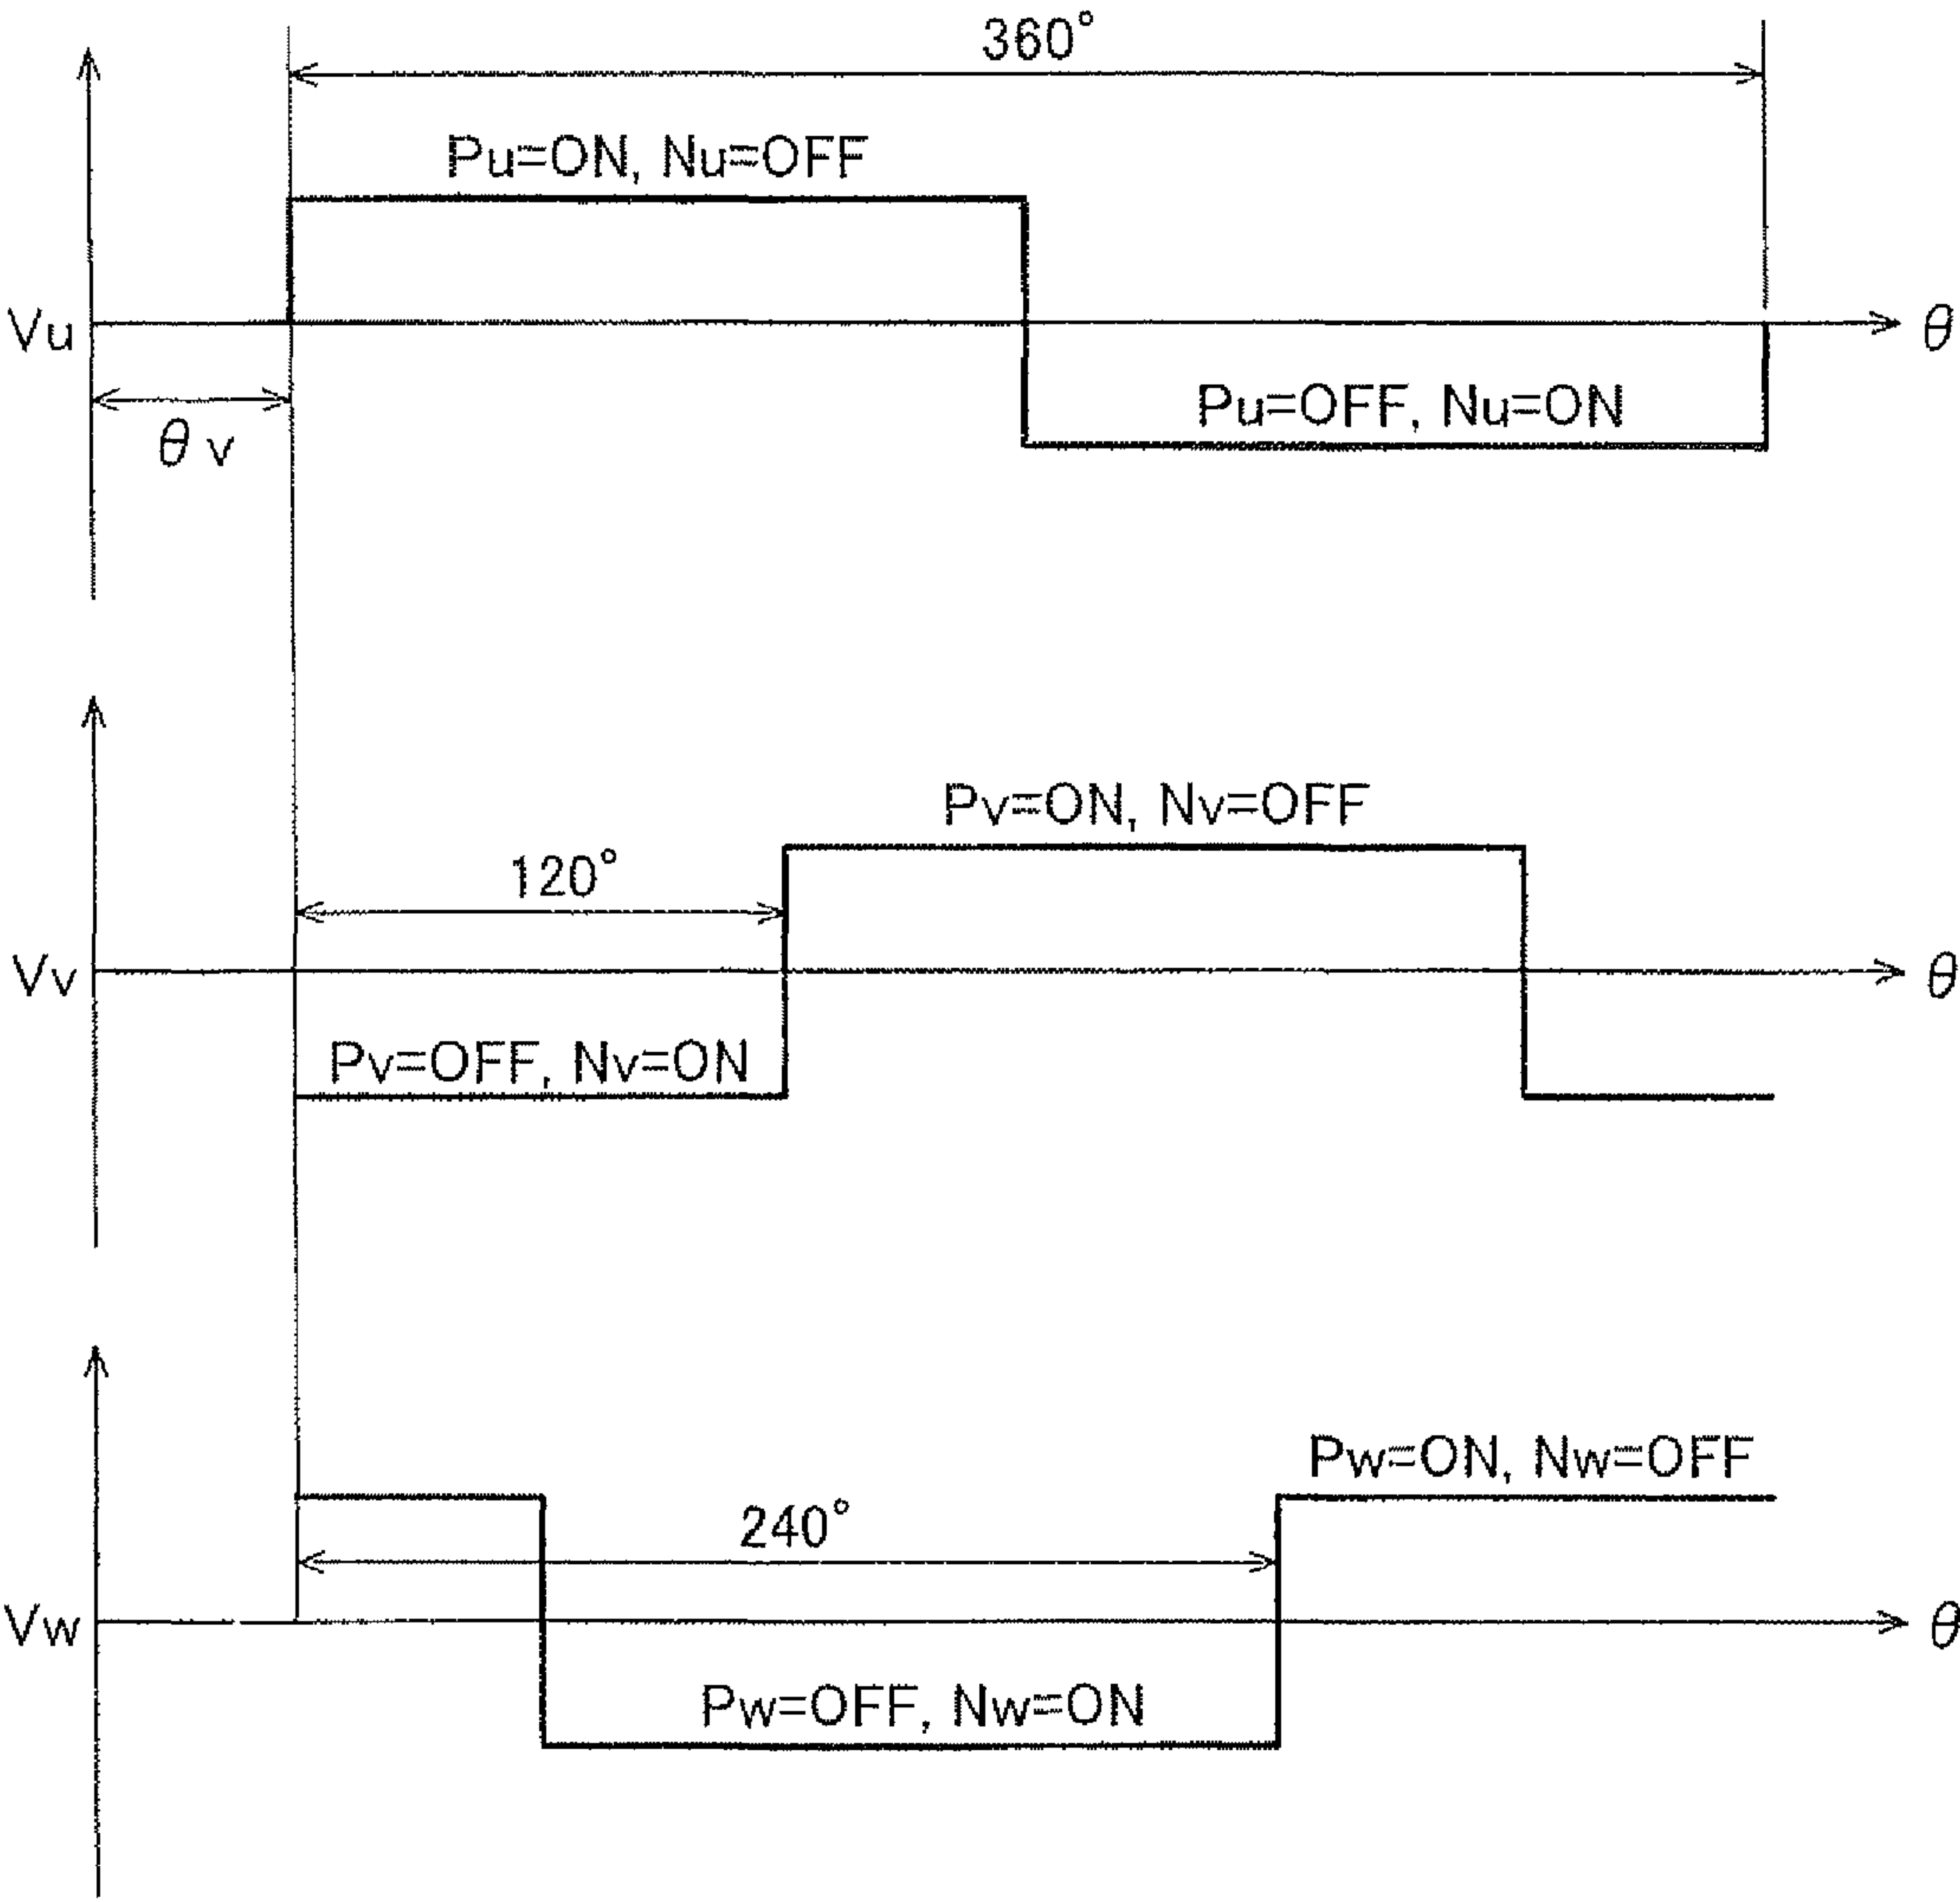 360°
Pu=ON, Nu=OFF
Vu
θ
Pu=OFF, Nu=ON
θv
Pv=ON, Nv=OFF
120°
Vv
θ
Pv=OFF, Nv=ON
Pw=ON, Nw=OFF
240°
Vw
θ
Pw=OFF, Nw=ON